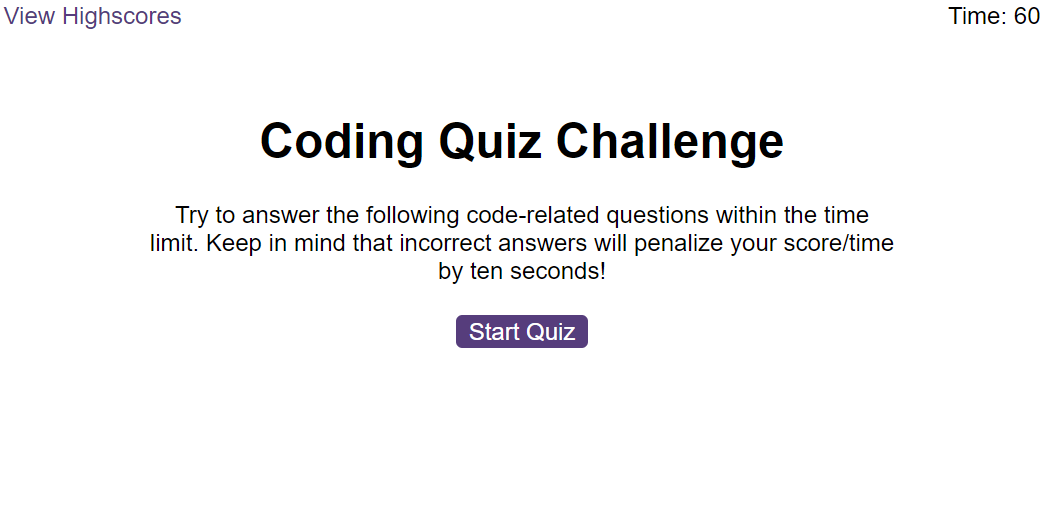 View Highscores
Time: 60
Coding Quiz Challenge
Try to answer the following code-related questions within the time
limit. Keep in mind that incorrect answers will penalize your score/time
by ten seconds!
Start Quiz